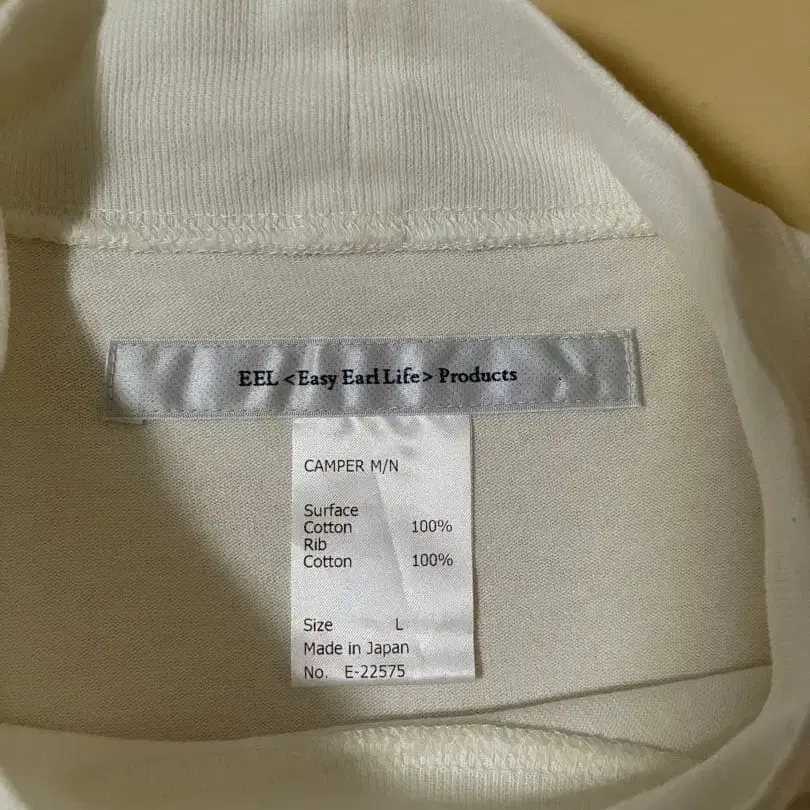 EEL <Easy Earl Life> Products
CAMPER M/N
Surface
Cotton 100%
Rib
Cotton 100%
Size L
Made in Japan
No. E-22575